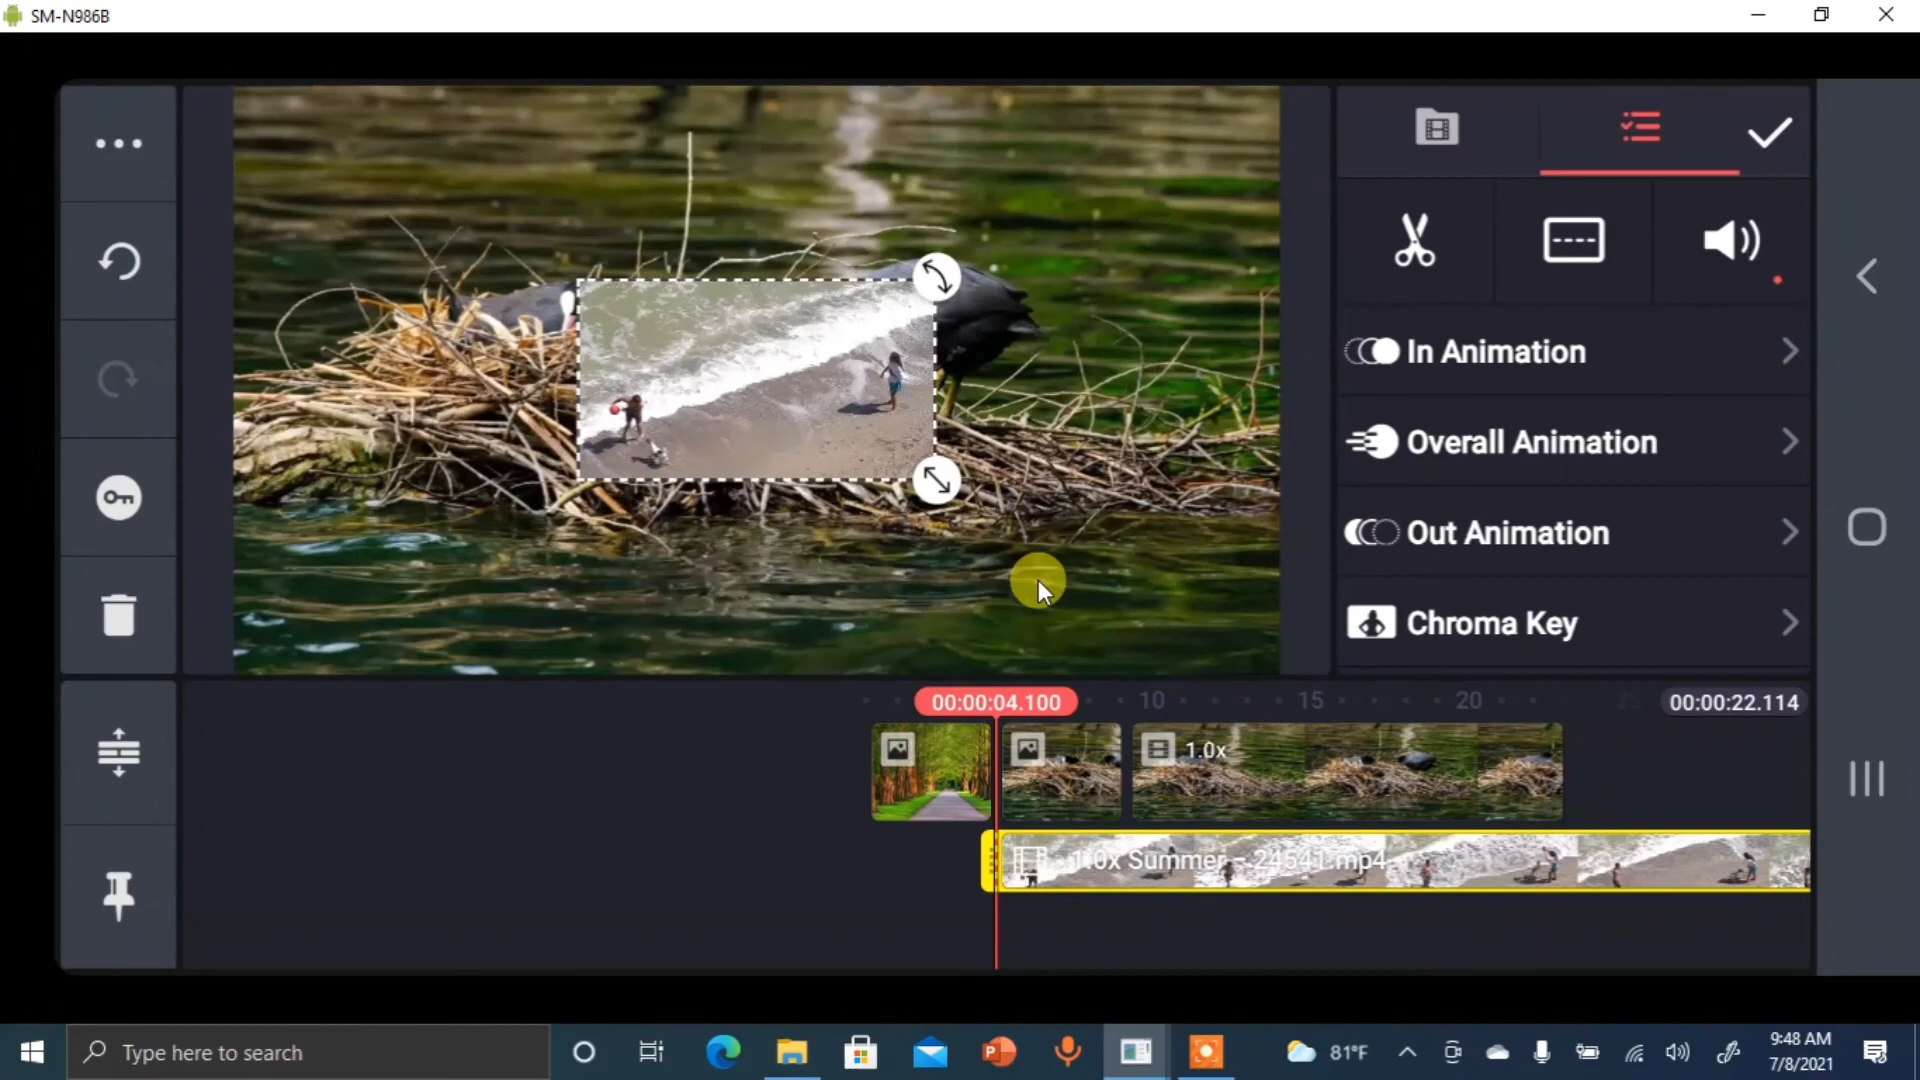 SM-N986B
In Animation
Overall Animation
Out Animation
Chroma Key
00:00:04.100
10
15
20
00:00:22.114
1.0x
1.0x Summer - 24541.mp4
Type here to search
81°F
9:48 AM
7/8/2021